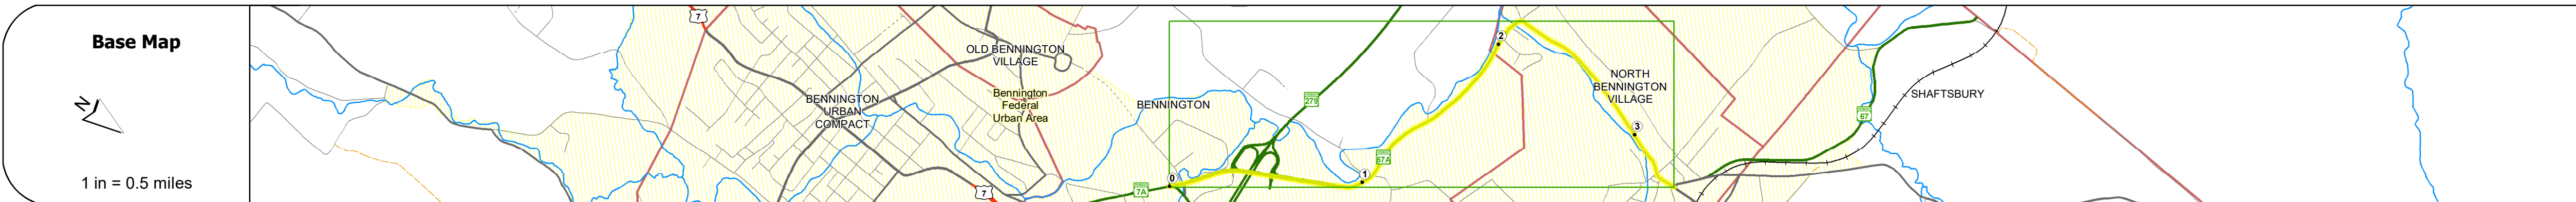 Base Map
N
1 in = 0.5 miles
7
OLD BENNINGTON
VILLAGE
BENNINGTON
URBAN
COMPACT
Bennington
Federal
Urban Area
BENNINGTON
7
7A
0
279
1
67A
2
NORTH
BENNINGTON
VILLAGE
3
67
SHAFTSBURY